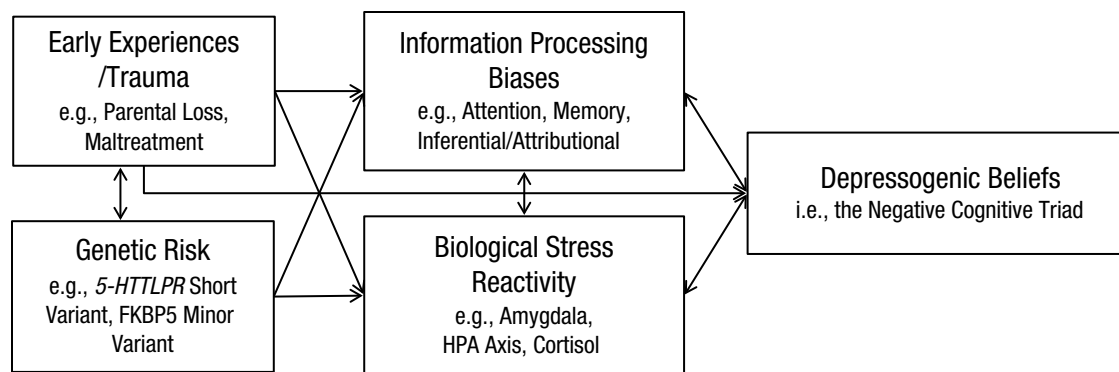 Early Experiences
/Trauma
e.g., Parental Loss,
Maltreatment
Information Processing
Biases
e.g., Attention, Memory,
Inferential/Attributional
Depressogenic Beliefs
i.e., the Negative Cognitive Triad
Genetic Risk
e.g., 5-HTTLPR Short
Variant, FKBP5 Minor
Variant
Biological Stress
Reactivity
e.g., Amygdala,
HPA Axis, Cortisol